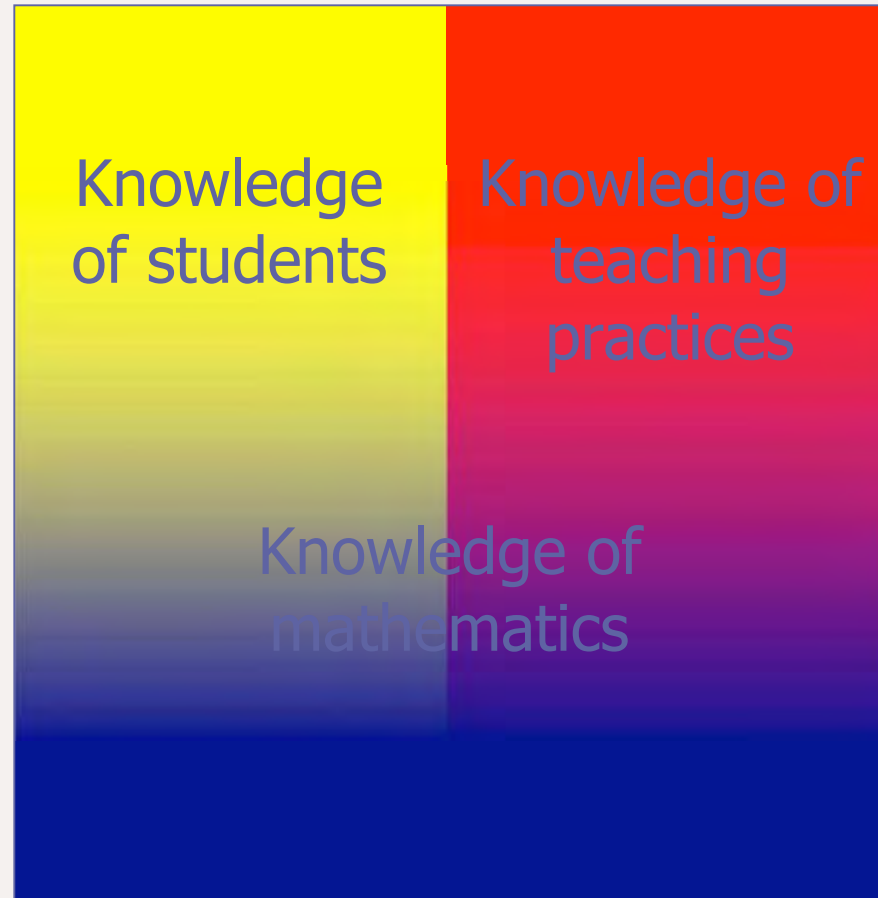 Knowledge
of students
Knowledge of
teaching
practices
Knowledge of
mathematics